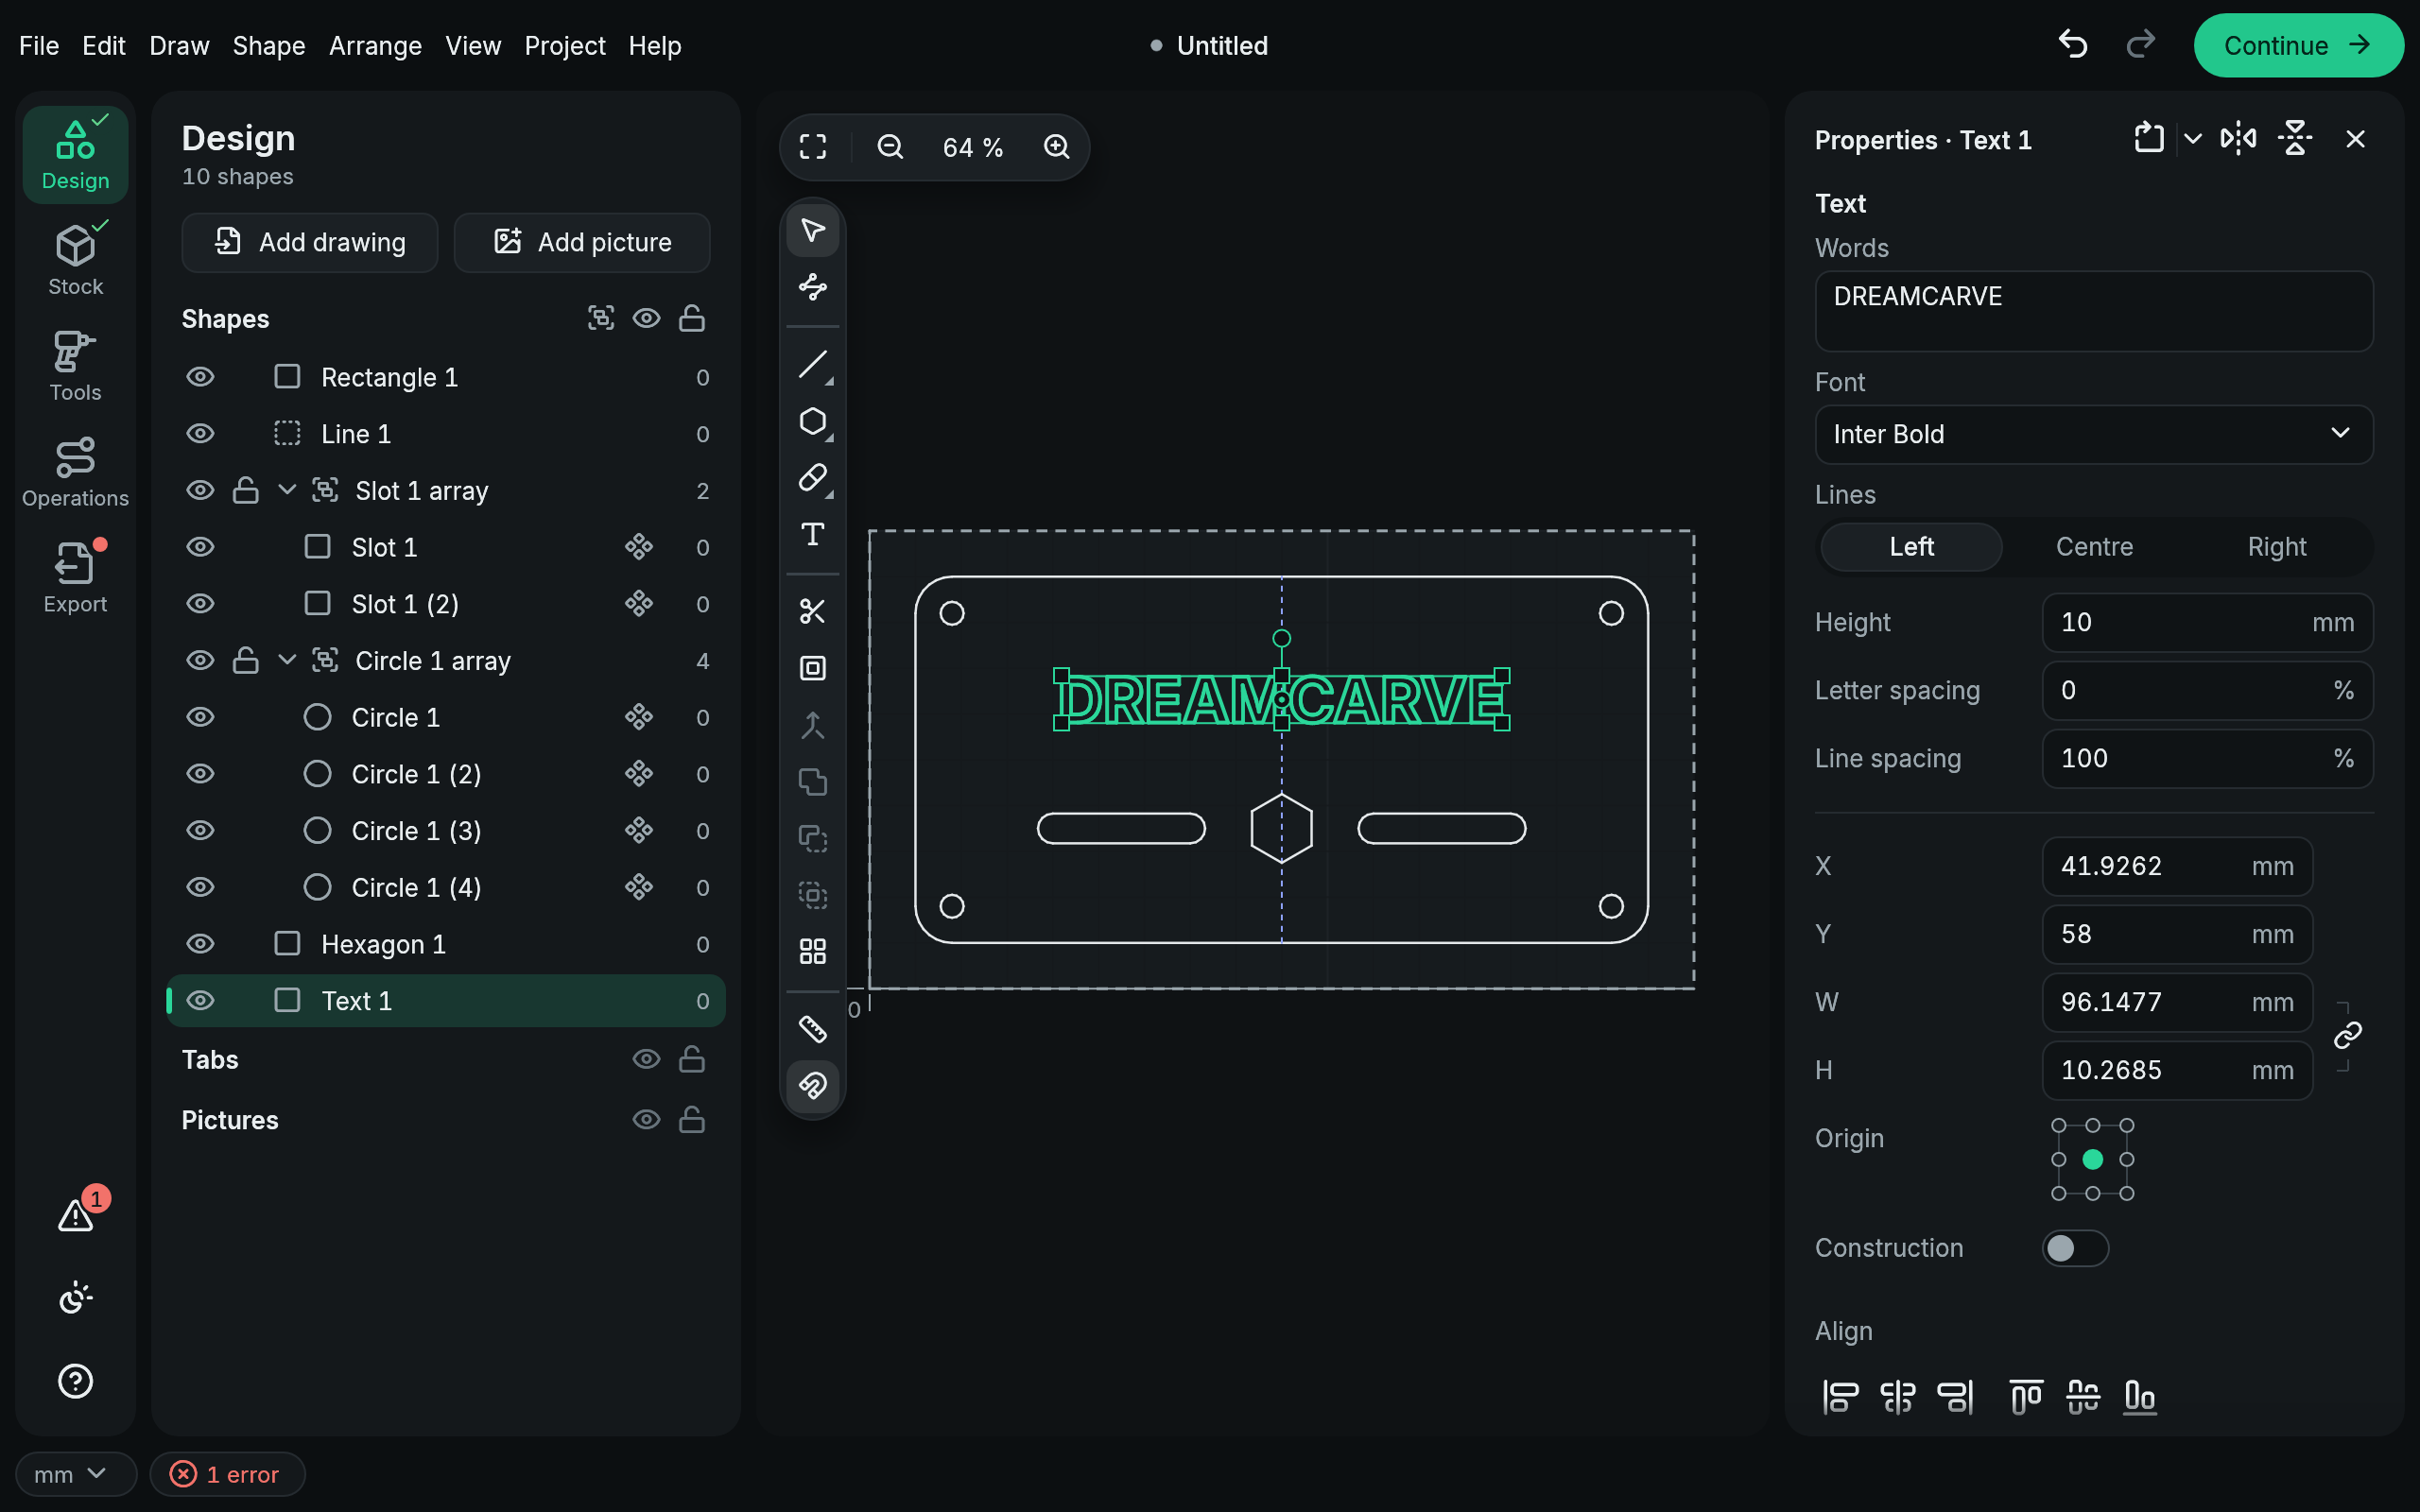 File Edit Draw Shape Arrange View Project Help
Untitled
Continue
Design
Stock
Tools
Operations
Export
1
Design
10 shapes
Add drawing
Add picture
Shapes
Rectangle 1 0
Line 1 0
Slot 1 array 2
Slot 1 0
Slot 1 (2) 0
Circle 1 array 4
Circle 1 0
Circle 1 (2) 0
Circle 1 (3) 0
Circle 1 (4) 0
Hexagon 1 0
Text 1 0
Tabs
Pictures
64 %
DREAMCARVE
0
Properties · Text 1
Text
Words
DREAMCARVE
Font
Inter Bold
Lines
Left Centre Right
Height 10 mm
Letter spacing 0 %
Line spacing 100 %
X 41.9262 mm
Y 58 mm
W 96.1477 mm
H 10.2685 mm
Origin
Construction
Align
mm
1 error